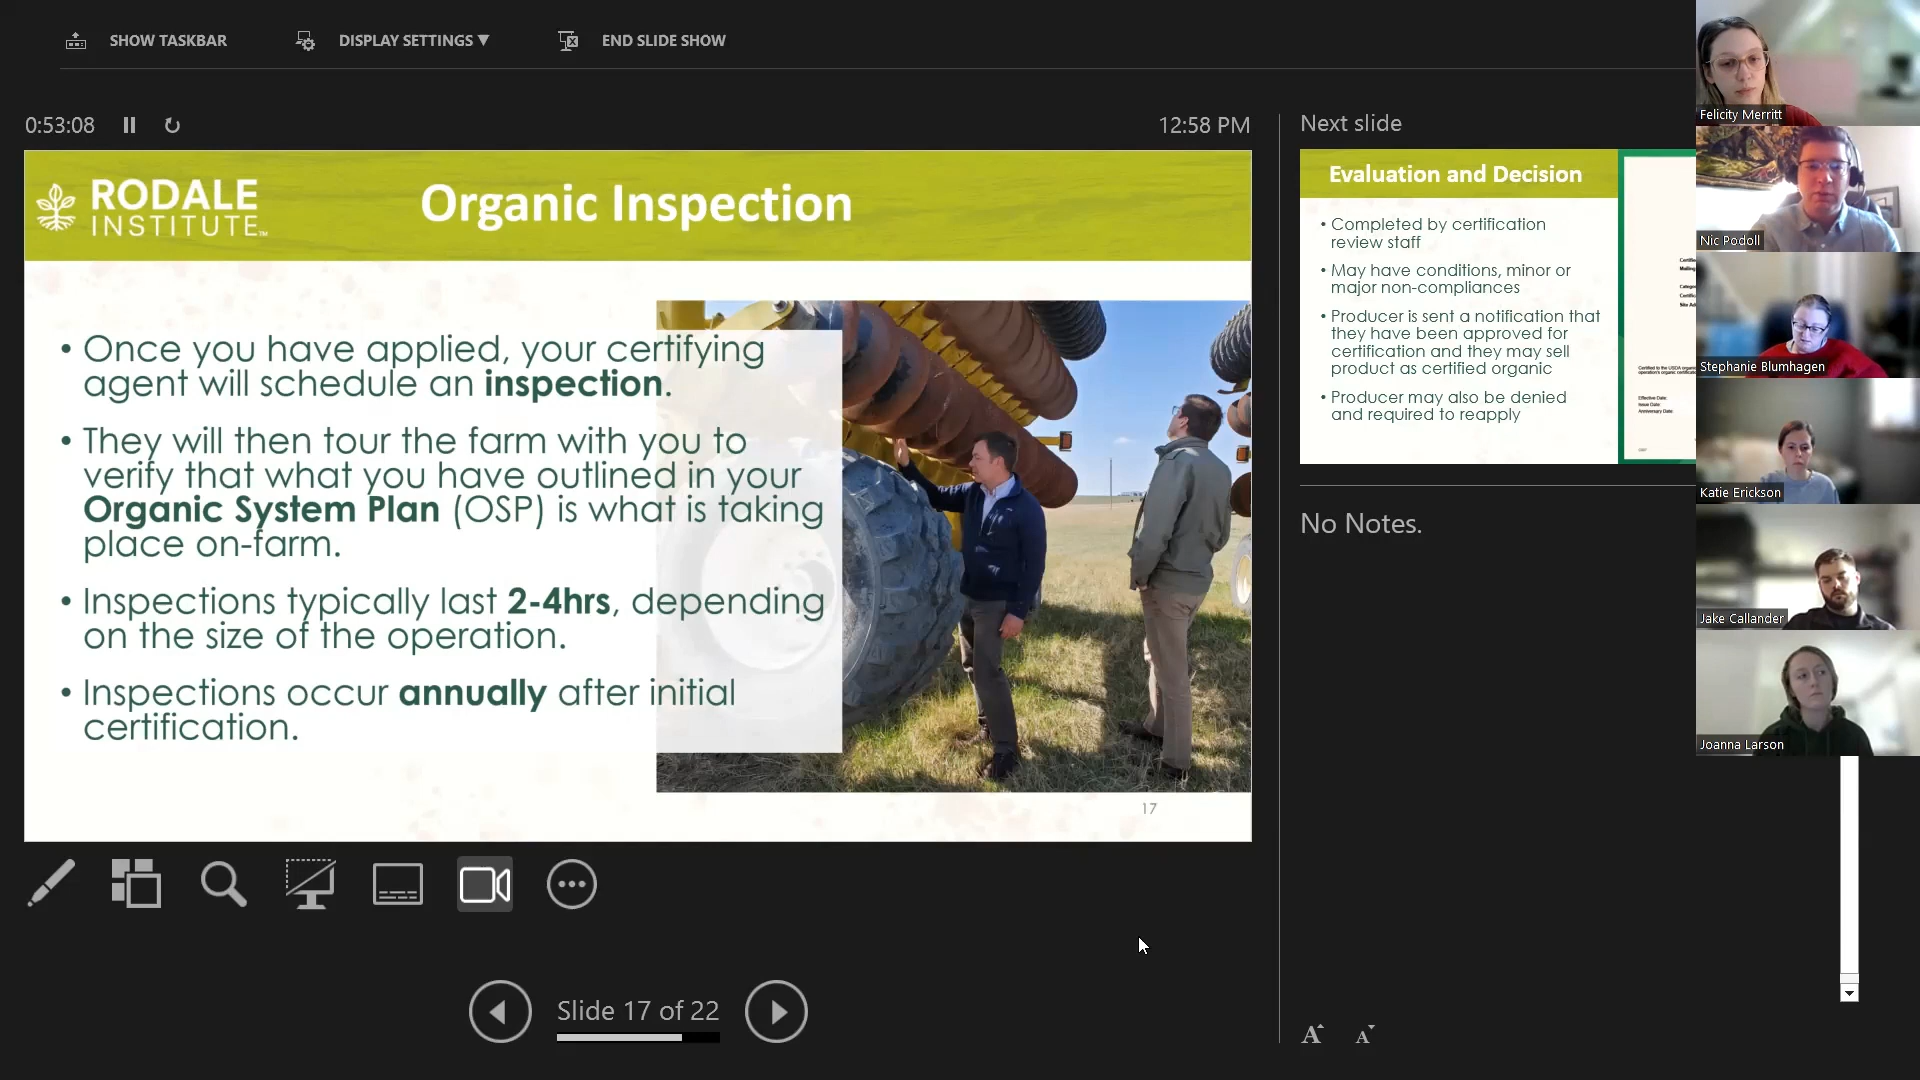 SHOW TASKBAR
DISPLAY SETTINGS ▼
END SLIDE SHOW
0:53:08
12:58 PM
RODALE
INSTITUTE™
Organic Inspection
• Once you have applied, your certifying
agent will schedule an inspection.
• They will then tour the farm with you to
verify that what you have outlined in your
Organic System Plan (OSP) is what is taking
place on-farm.
• Inspections typically last 2-4hrs, depending
on the size of the operation.
• Inspections occur annually after initial
certification.
17
Slide 17 of 22
Next slide
Evaluation and Decision
• Completed by certification
review staff
• May have conditions, minor or
major non-compliances
• Producer is sent a notification that
they have been approved for
certification and they may sell
product as certified organic
• Producer may also be denied
and required to reapply
Effective Date:
Issue Date:
Anniversary Date:
No Notes.
A
A
Felicity Merritt
Nic Podoll
Stephanie Blumhagen
Katie Erickson
Jake Callander
Joanna Larson